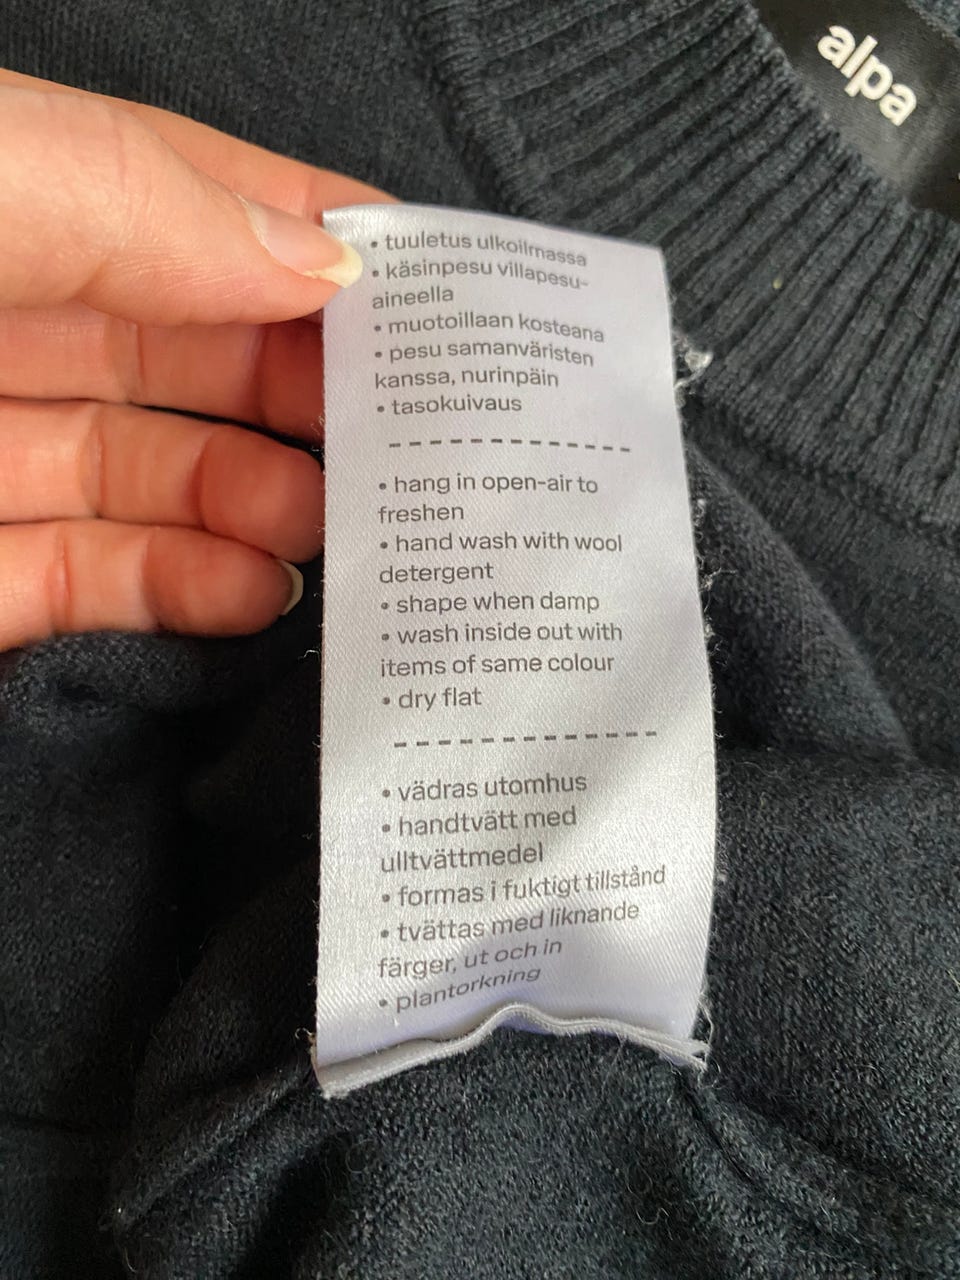 alpa
• tuuletus ulkoilmassa
• käsinpesu villapesu-
aineella
• muotoillaan kosteana
• pesu samanväristen
kanssa, nurinpäin
• tasokuivaus
• hang in open-air to
freshen
• hand wash with wool
detergent
• shape when damp
• wash inside out with
items of same colour
• dry flat
• vädras utomhus
• handtvätt med
ulltvättmedel
• formas i fuktigt tillstånd
• tvättas med liknande
färger, ut och in
• plantorkning